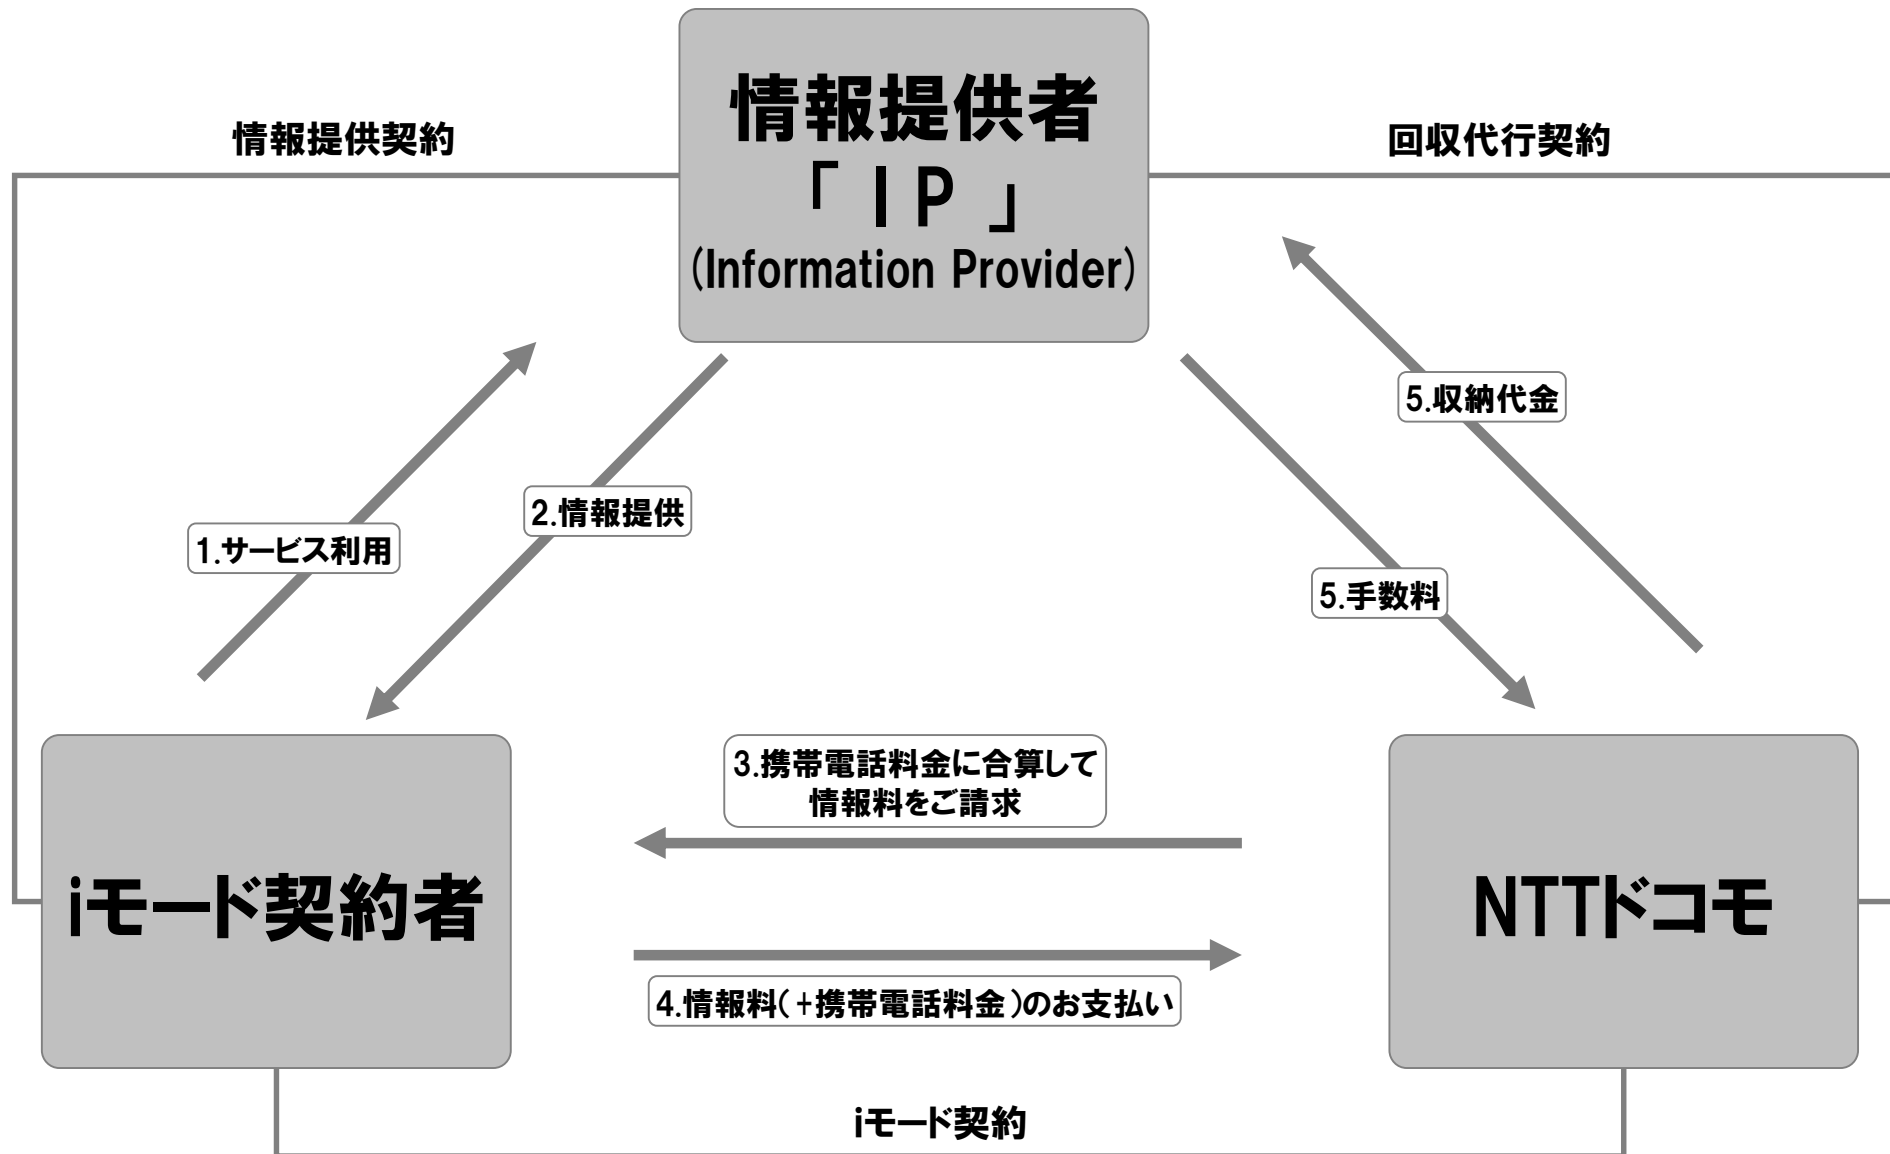 情報提供者
「IP」
(Information Provider)
情報提供契約
回収代行契約
5.収納代金
2.情報提供
1.サービス利用
5.手数料
3.携帯電話料金に合算して
情報料をご請求
iモード契約者
NTTドコモ
4.情報料(+携帯電話料金)のお支払い
iモード契約